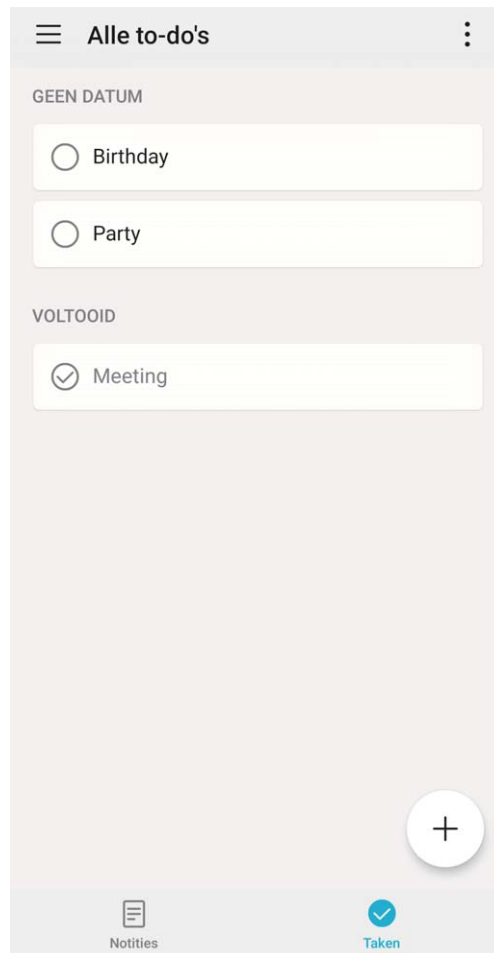 Alle to-do's
GEEN DATUM
Birthday
Party
VOLTOOID
Meeting
Notities
Taken